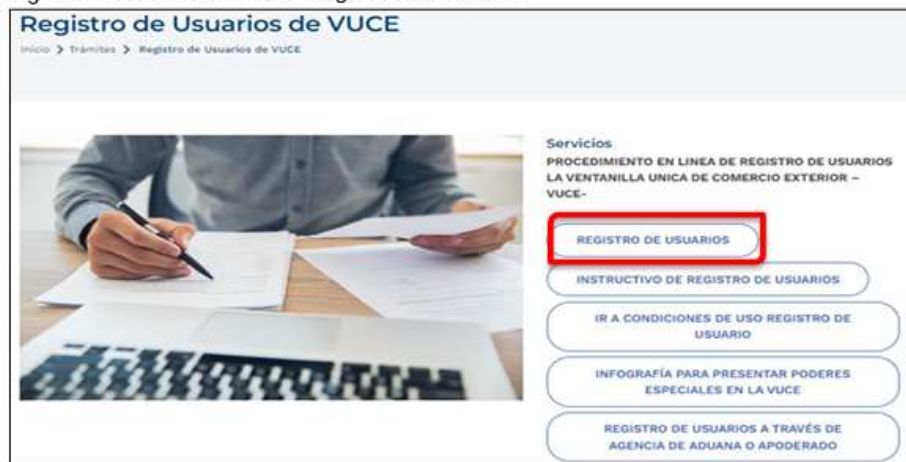 Registro de Usuarios de VUCE
Inicio > Trámites > Registro de Usuarios de VUCE
Servicios
PROCEDIMIENTO EN LINEA DE REGISTRO DE USUARIOS
LA VENTANILLA UNICA DE COMERCIO EXTERIOR –
VUCE-
REGISTRO DE USUARIOS
INSTRUCTIVO DE REGISTRO DE USUARIOS
IR A CONDICIONES DE USO REGISTRO DE
USUARIO
INFOGRAFÍA PARA PRESENTAR PODERES
ESPECIALES EN LA VUCE
REGISTRO DE USUARIOS A TRAVÉS DE
AGENCIA DE ADUANA O APODERADO